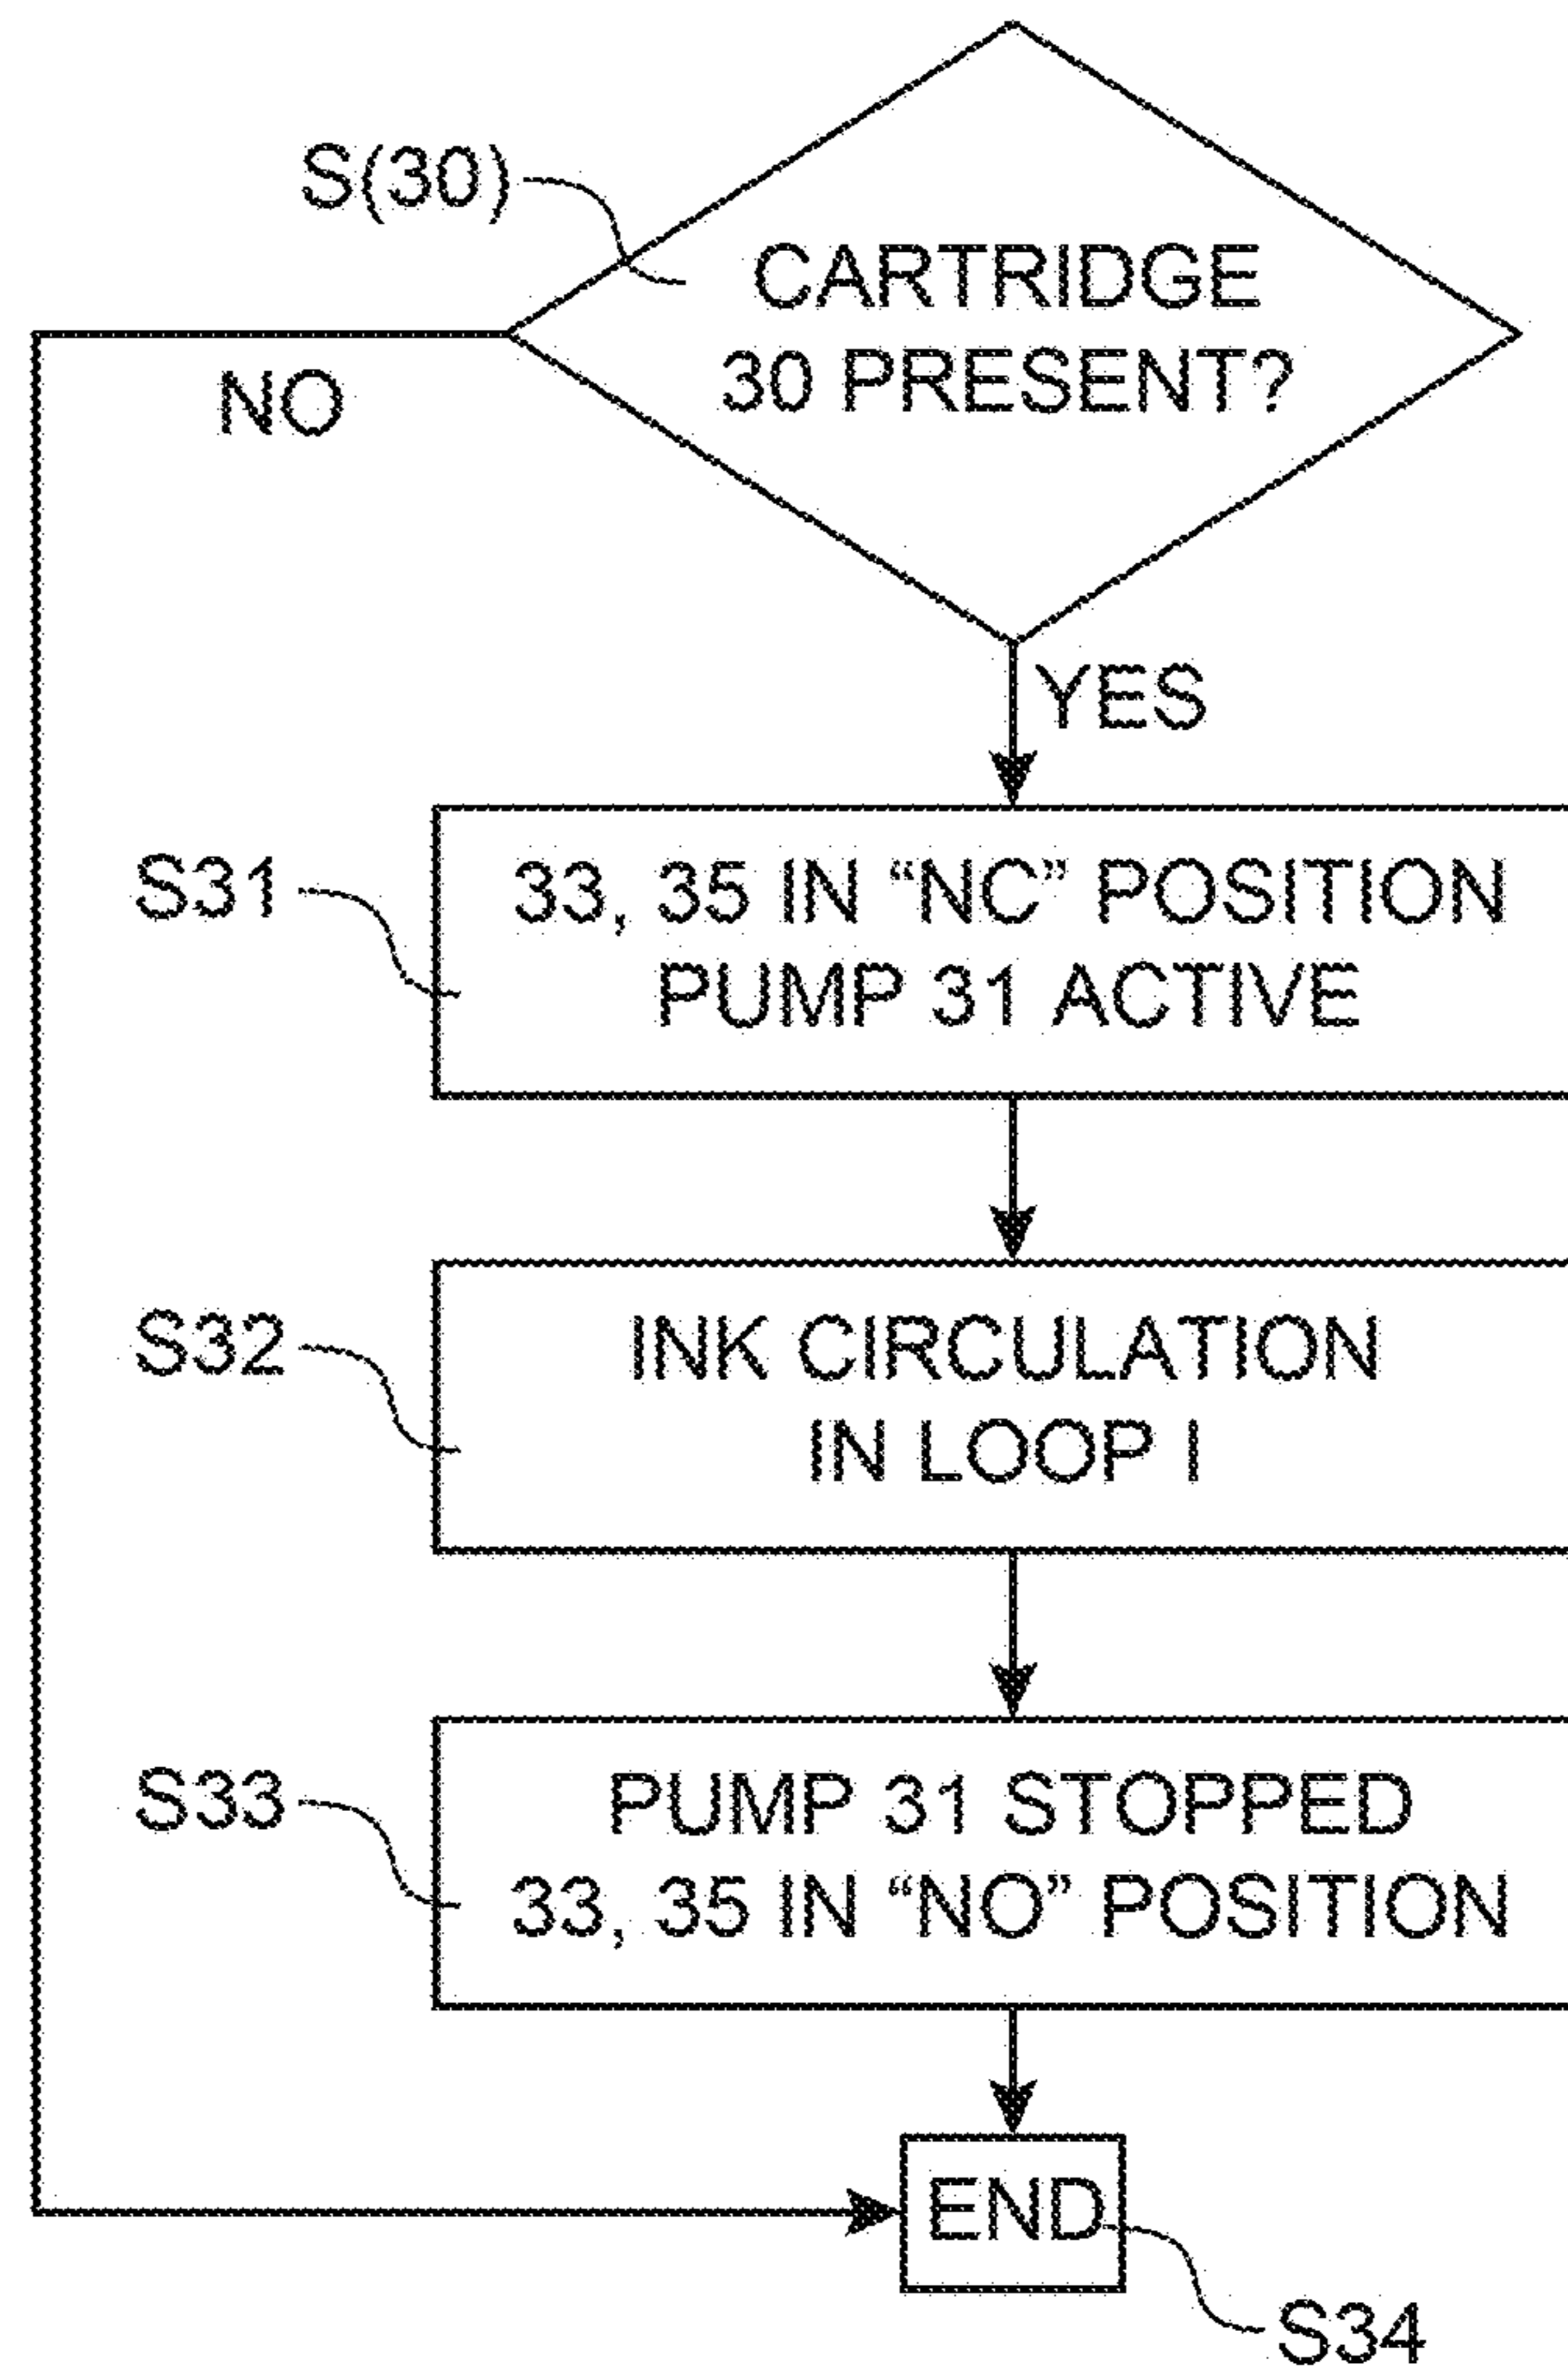 S(30)
CARTRIDGE
30 PRESENT?
NO
YES
S31
33, 35 IN “NC” POSITION
PUMP 31 ACTIVE
S32
INK CIRCULATION
IN LOOP I
S33
PUMP 31 STOPPED
33, 35 IN “NO” POSITION
END
S34